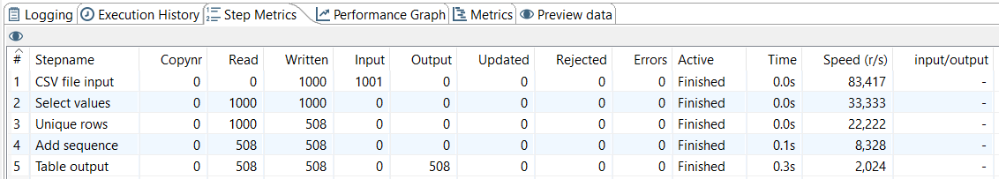 Logging Execution History Step Metrics Performance Graph Metrics Preview data
# Stepname Copynr Read Written Input Output Updated Rejected Errors Active Time Speed (r/s) input/output
1 CSV file input 0 0 1000 1001 0 0 0 0 Finished 0.0s 83,417 -
2 Select values 0 1000 1000 0 0 0 0 0 Finished 0.0s 33,333 -
3 Unique rows 0 1000 508 0 0 0 0 0 Finished 0.0s 22,222 -
4 Add sequence 0 508 508 0 0 0 0 0 Finished 0.1s 8,328 -
5 Table output 0 508 508 0 508 0 0 0 Finished 0.3s 2,024 -